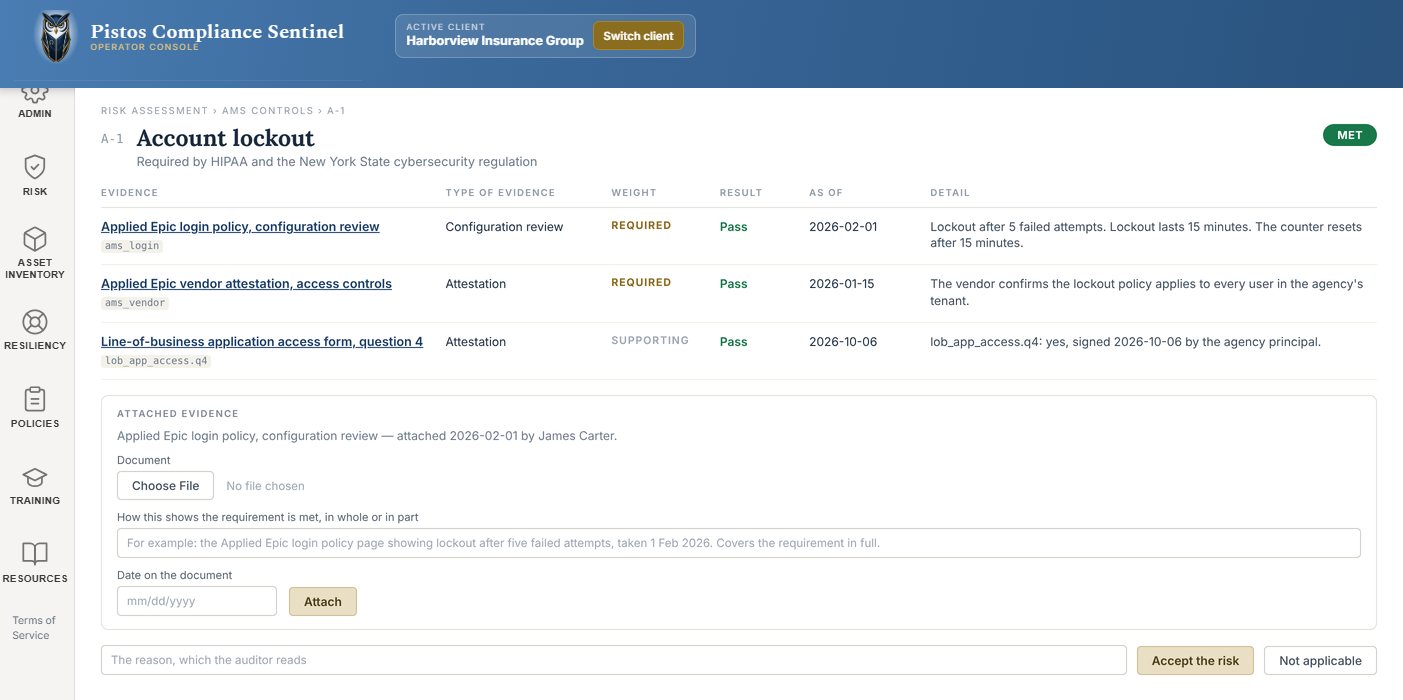 Pistos Compliance Sentinel
OPERATOR CONSOLE
ACTIVE CLIENT
Harborview Insurance Group
Switch client
ADMIN
RISK
ASSET
INVENTORY
RESILIENCY
POLICIES
TRAINING
RESOURCES
Terms of
Service
RISK ASSESSMENT › AMS CONTROLS › A-1
A-1 Account lockout
MET
Required by HIPAA and the New York State cybersecurity regulation
EVIDENCE TYPE OF EVIDENCE WEIGHT RESULT AS OF DETAIL
Applied Epic login policy, configuration review Configuration review REQUIRED Pass 2026-02-01 Lockout after 5 failed attempts. Lockout lasts 15 minutes. The counter resets
ams_login after 15 minutes.
Applied Epic vendor attestation, access controls Attestation REQUIRED Pass 2026-01-15 The vendor confirms the lockout policy applies to every user in the agency's
ams_vendor tenant.
Line-of-business application access form, question 4 Attestation SUPPORTING Pass 2026-10-06 lob_app_access.q4: yes, signed 2026-10-06 by the agency principal.
lob_app_access.q4
ATTACHED EVIDENCE
Applied Epic login policy, configuration review — attached 2026-02-01 by James Carter.
Document
Choose File No file chosen
How this shows the requirement is met, in whole or in part
For example: the Applied Epic login policy page showing lockout after five failed attempts, taken 1 Feb 2026. Covers the requirement in full.
Date on the document
mm/dd/yyyy Attach
The reason, which the auditor reads Accept the risk Not applicable